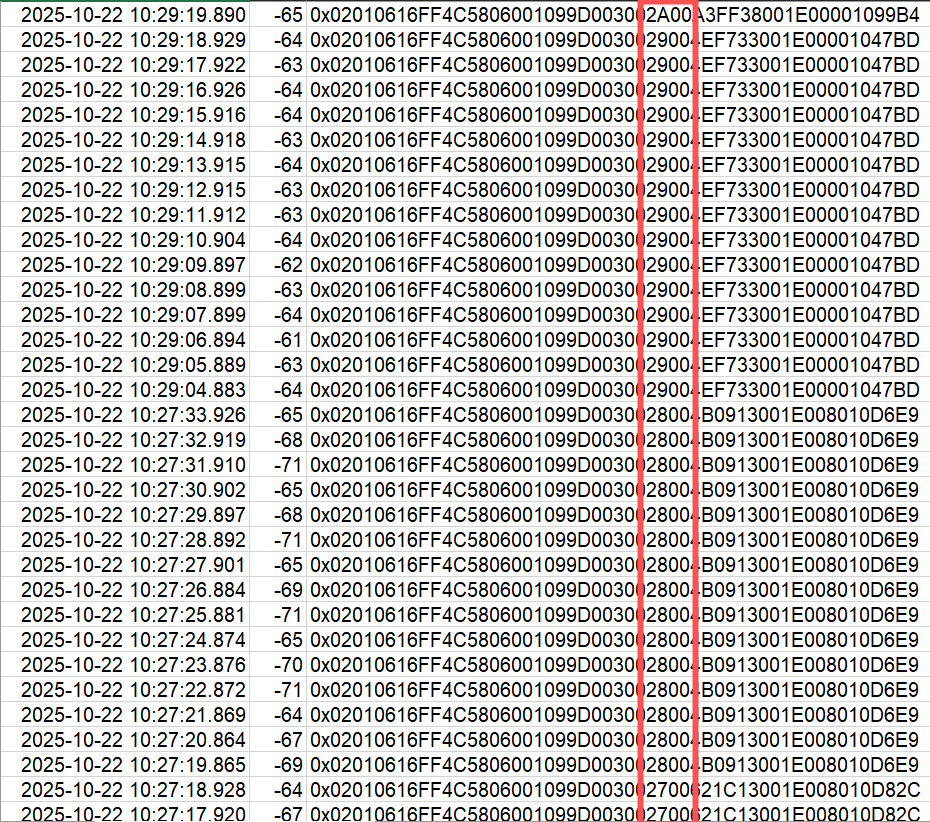 2025-10-22 10:29:19.890 -65 0x02010616FF4C5806001099D003002A00A3FF38001E00001099B4
2025-10-22 10:29:18.929 -64 0x02010616FF4C5806001099D0030029004EF733001E00001047BD
2025-10-22 10:29:17.922 -63 0x02010616FF4C5806001099D0030029004EF733001E00001047BD
2025-10-22 10:29:16.926 -64 0x02010616FF4C5806001099D0030029004EF733001E00001047BD
2025-10-22 10:29:15.916 -64 0x02010616FF4C5806001099D0030029004EF733001E00001047BD
2025-10-22 10:29:14.918 -63 0x02010616FF4C5806001099D0030029004EF733001E00001047BD
2025-10-22 10:29:13.915 -64 0x02010616FF4C5806001099D0030029004EF733001E00001047BD
2025-10-22 10:29:12.915 -63 0x02010616FF4C5806001099D0030029004EF733001E00001047BD
2025-10-22 10:29:11.912 -63 0x02010616FF4C5806001099D0030029004EF733001E00001047BD
2025-10-22 10:29:10.904 -64 0x02010616FF4C5806001099D0030029004EF733001E00001047BD
2025-10-22 10:29:09.897 -62 0x02010616FF4C5806001099D0030029004EF733001E00001047BD
2025-10-22 10:29:08.899 -63 0x02010616FF4C5806001099D0030029004EF733001E00001047BD
2025-10-22 10:29:07.899 -64 0x02010616FF4C5806001099D0030029004EF733001E00001047BD
2025-10-22 10:29:06.894 -61 0x02010616FF4C5806001099D0030029004EF733001E00001047BD
2025-10-22 10:29:05.889 -63 0x02010616FF4C5806001099D0030029004EF733001E00001047BD
2025-10-22 10:29:04.883 -64 0x02010616FF4C5806001099D0030029004EF733001E00001047BD
2025-10-22 10:27:33.926 -65 0x02010616FF4C5806001099D0030028004B0913001E008010D6E9
2025-10-22 10:27:32.919 -68 0x02010616FF4C5806001099D0030028004B0913001E008010D6E9
2025-10-22 10:27:31.910 -71 0x02010616FF4C5806001099D0030028004B0913001E008010D6E9
2025-10-22 10:27:30.902 -65 0x02010616FF4C5806001099D0030028004B0913001E008010D6E9
2025-10-22 10:27:29.897 -68 0x02010616FF4C5806001099D0030028004B0913001E008010D6E9
2025-10-22 10:27:28.892 -71 0x02010616FF4C5806001099D0030028004B0913001E008010D6E9
2025-10-22 10:27:27.901 -65 0x02010616FF4C5806001099D0030028004B0913001E008010D6E9
2025-10-22 10:27:26.884 -69 0x02010616FF4C5806001099D0030028004B0913001E008010D6E9
2025-10-22 10:27:25.881 -71 0x02010616FF4C5806001099D0030028004B0913001E008010D6E9
2025-10-22 10:27:24.874 -65 0x02010616FF4C5806001099D0030028004B0913001E008010D6E9
2025-10-22 10:27:23.876 -70 0x02010616FF4C5806001099D0030028004B0913001E008010D6E9
2025-10-22 10:27:22.872 -71 0x02010616FF4C5806001099D0030028004B0913001E008010D6E9
2025-10-22 10:27:21.869 -64 0x02010616FF4C5806001099D0030028004B0913001E008010D6E9
2025-10-22 10:27:20.864 -67 0x02010616FF4C5806001099D0030028004B0913001E008010D6E9
2025-10-22 10:27:19.865 -69 0x02010616FF4C5806001099D0030028004B0913001E008010D6E9
2025-10-22 10:27:18.928 -64 0x02010616FF4C5806001099D003002700621C13001E008010D82C
2025-10-22 10:27:17.920 -67 0x02010616FF4C5806001099D003002700621C13001E008010D82C